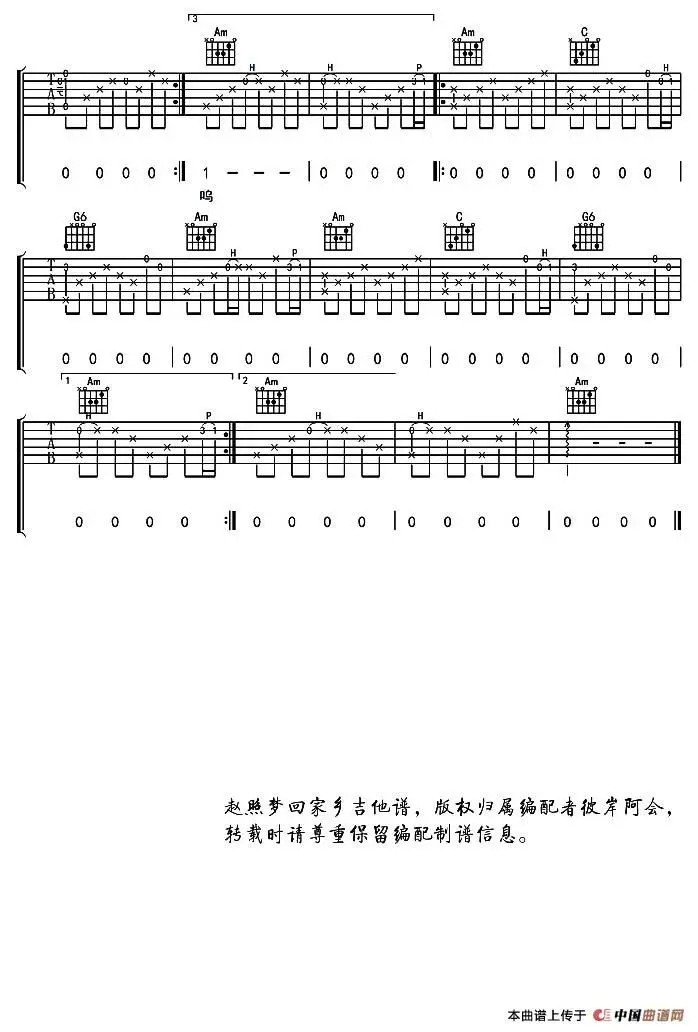 3
Am Am C
H H P H
T A B
0 0 0 0 1 - - - 0 0 0 0 0 0 0 0 0 0 0 0
呜
G6 Am Am C G6
H P H
T A B
0 0 0 0 0 0 0 0 0 0 0 0 0 0 0 0 0 0 0 0
1 2
Am Am Am
H P H H
T A B
0 0 0 0 0 0 0 0 0 0 0 0 0 0 0 0
赵照梦回家乡吉他谱，版权归属编配者彼岸阿会，
转载时请尊重保留编配制谱信息。
本曲谱上传于 中国曲谱网